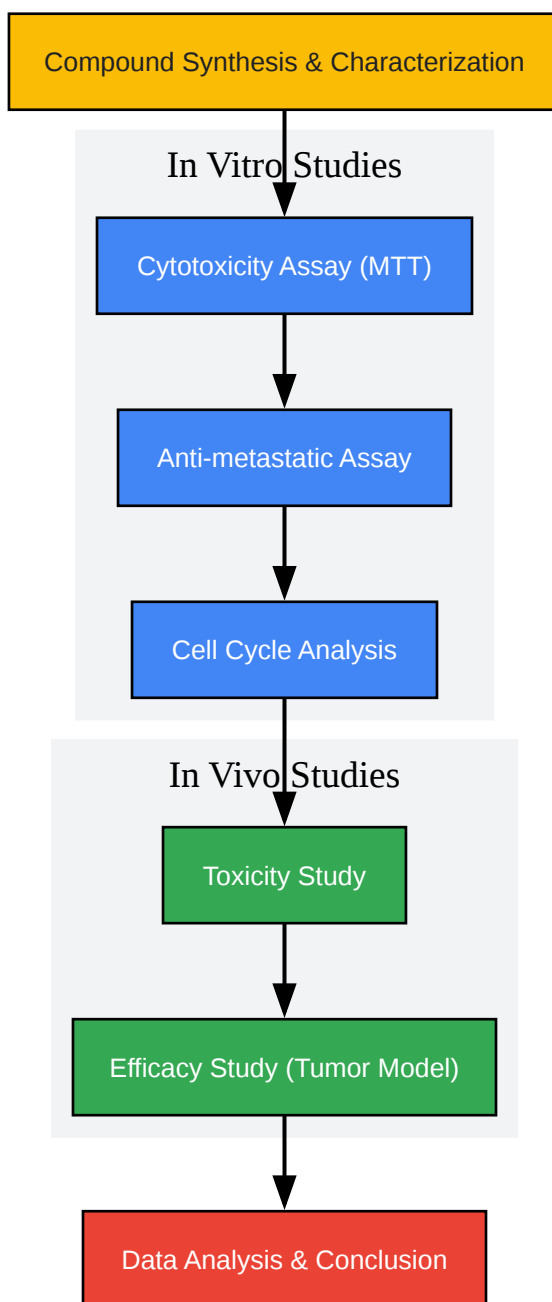 Compound Synthesis & Characterization
In Vitro Studies
Cytotoxicity Assay (MTT)
Anti-metastatic Assay
Cell Cycle Analysis
In Vivo Studies
Toxicity Study
Efficacy Study (Tumor Model)
Data Analysis & Conclusion